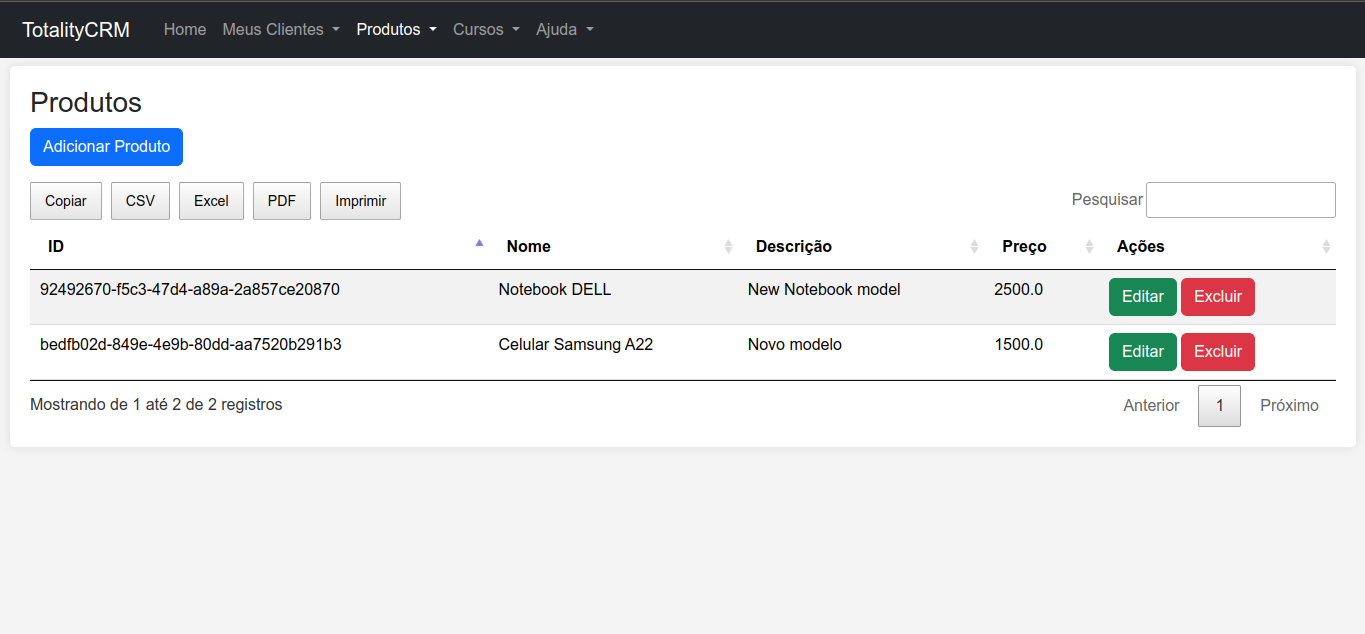 TotalityCRM Home Meus Clientes Produtos Cursos Ajuda
Produtos
Adicionar Produto
Copiar CSV Excel PDF Imprimir Pesquisar
ID Nome Descrição Preço Ações
92492670-f5c3-47d4-a89a-2a857ce20870 Notebook DELL New Notebook model 2500.0 Editar Excluir
bedfb02d-849e-4e9b-80dd-aa7520b291b3 Celular Samsung A22 Novo modelo 1500.0 Editar Excluir
Mostrando de 1 até 2 de 2 registros Anterior 1 Próximo